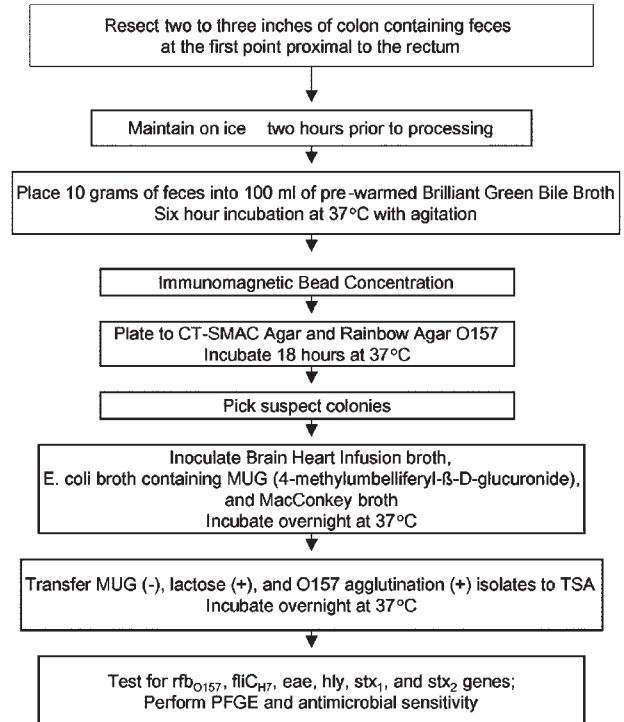 Resect two to three inches of colon containing feces
at the first point proximal to the rectum
Maintain on ice two hours prior to processing
Place 10 grams of feces into 100 ml of pre-warmed Brilliant Green Bile Broth
Six hour incubation at 37°C with agitation
Immunomagnetic Bead Concentration
Plate to CT-SMAC Agar and Rainbow Agar O157
Incubate 18 hours at 37°C
Pick suspect colonies
Inoculate Brain Heart Infusion broth,
E. coli broth containing MUG (4-methylumbelliferyl-ß-D-glucuronide),
and MacConkey broth
Incubate overnight at 37°C
Transfer MUG (-), lactose (+), and O157 agglutination (+) isolates to TSA
Incubate overnight at 37°C
Test for rfbO157, fliCH7, eae, hly, stx1, and stx2 genes;
Perform PFGE and antimicrobial sensitivity